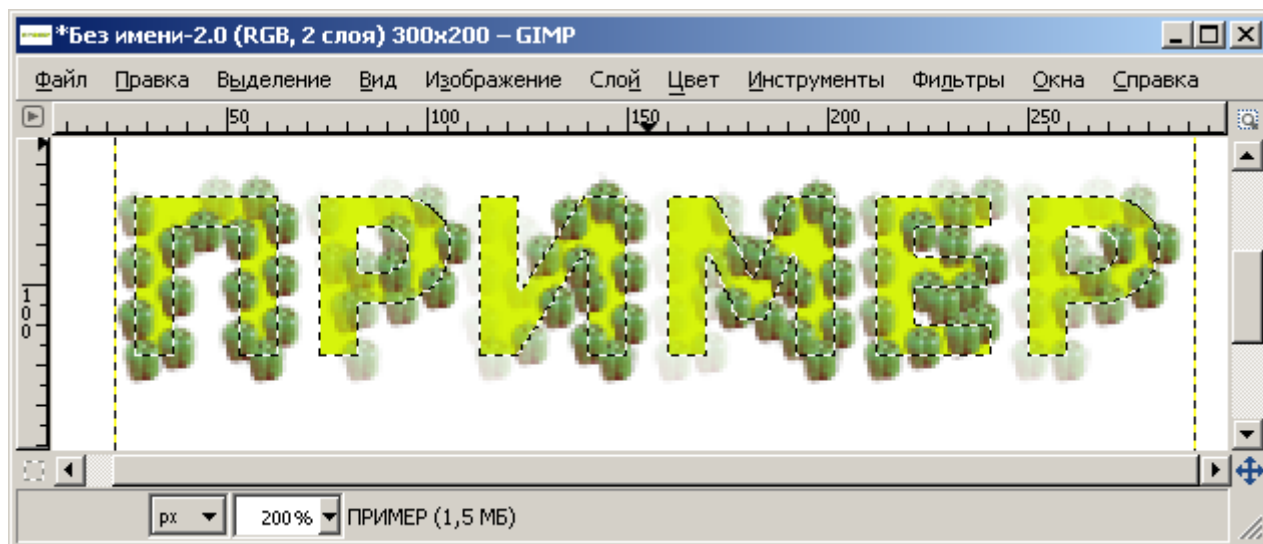 *Без имени-2.0 (RGB, 2 слоя) 300x200 – GIMP
Файл Правка Выделение Вид Изображение Слой Цвет Инструменты Фильтры Окна Справка
50 100 150 200 250
ПРИМЕР
100
px 200% ПРИМЕР (1,5 МБ)